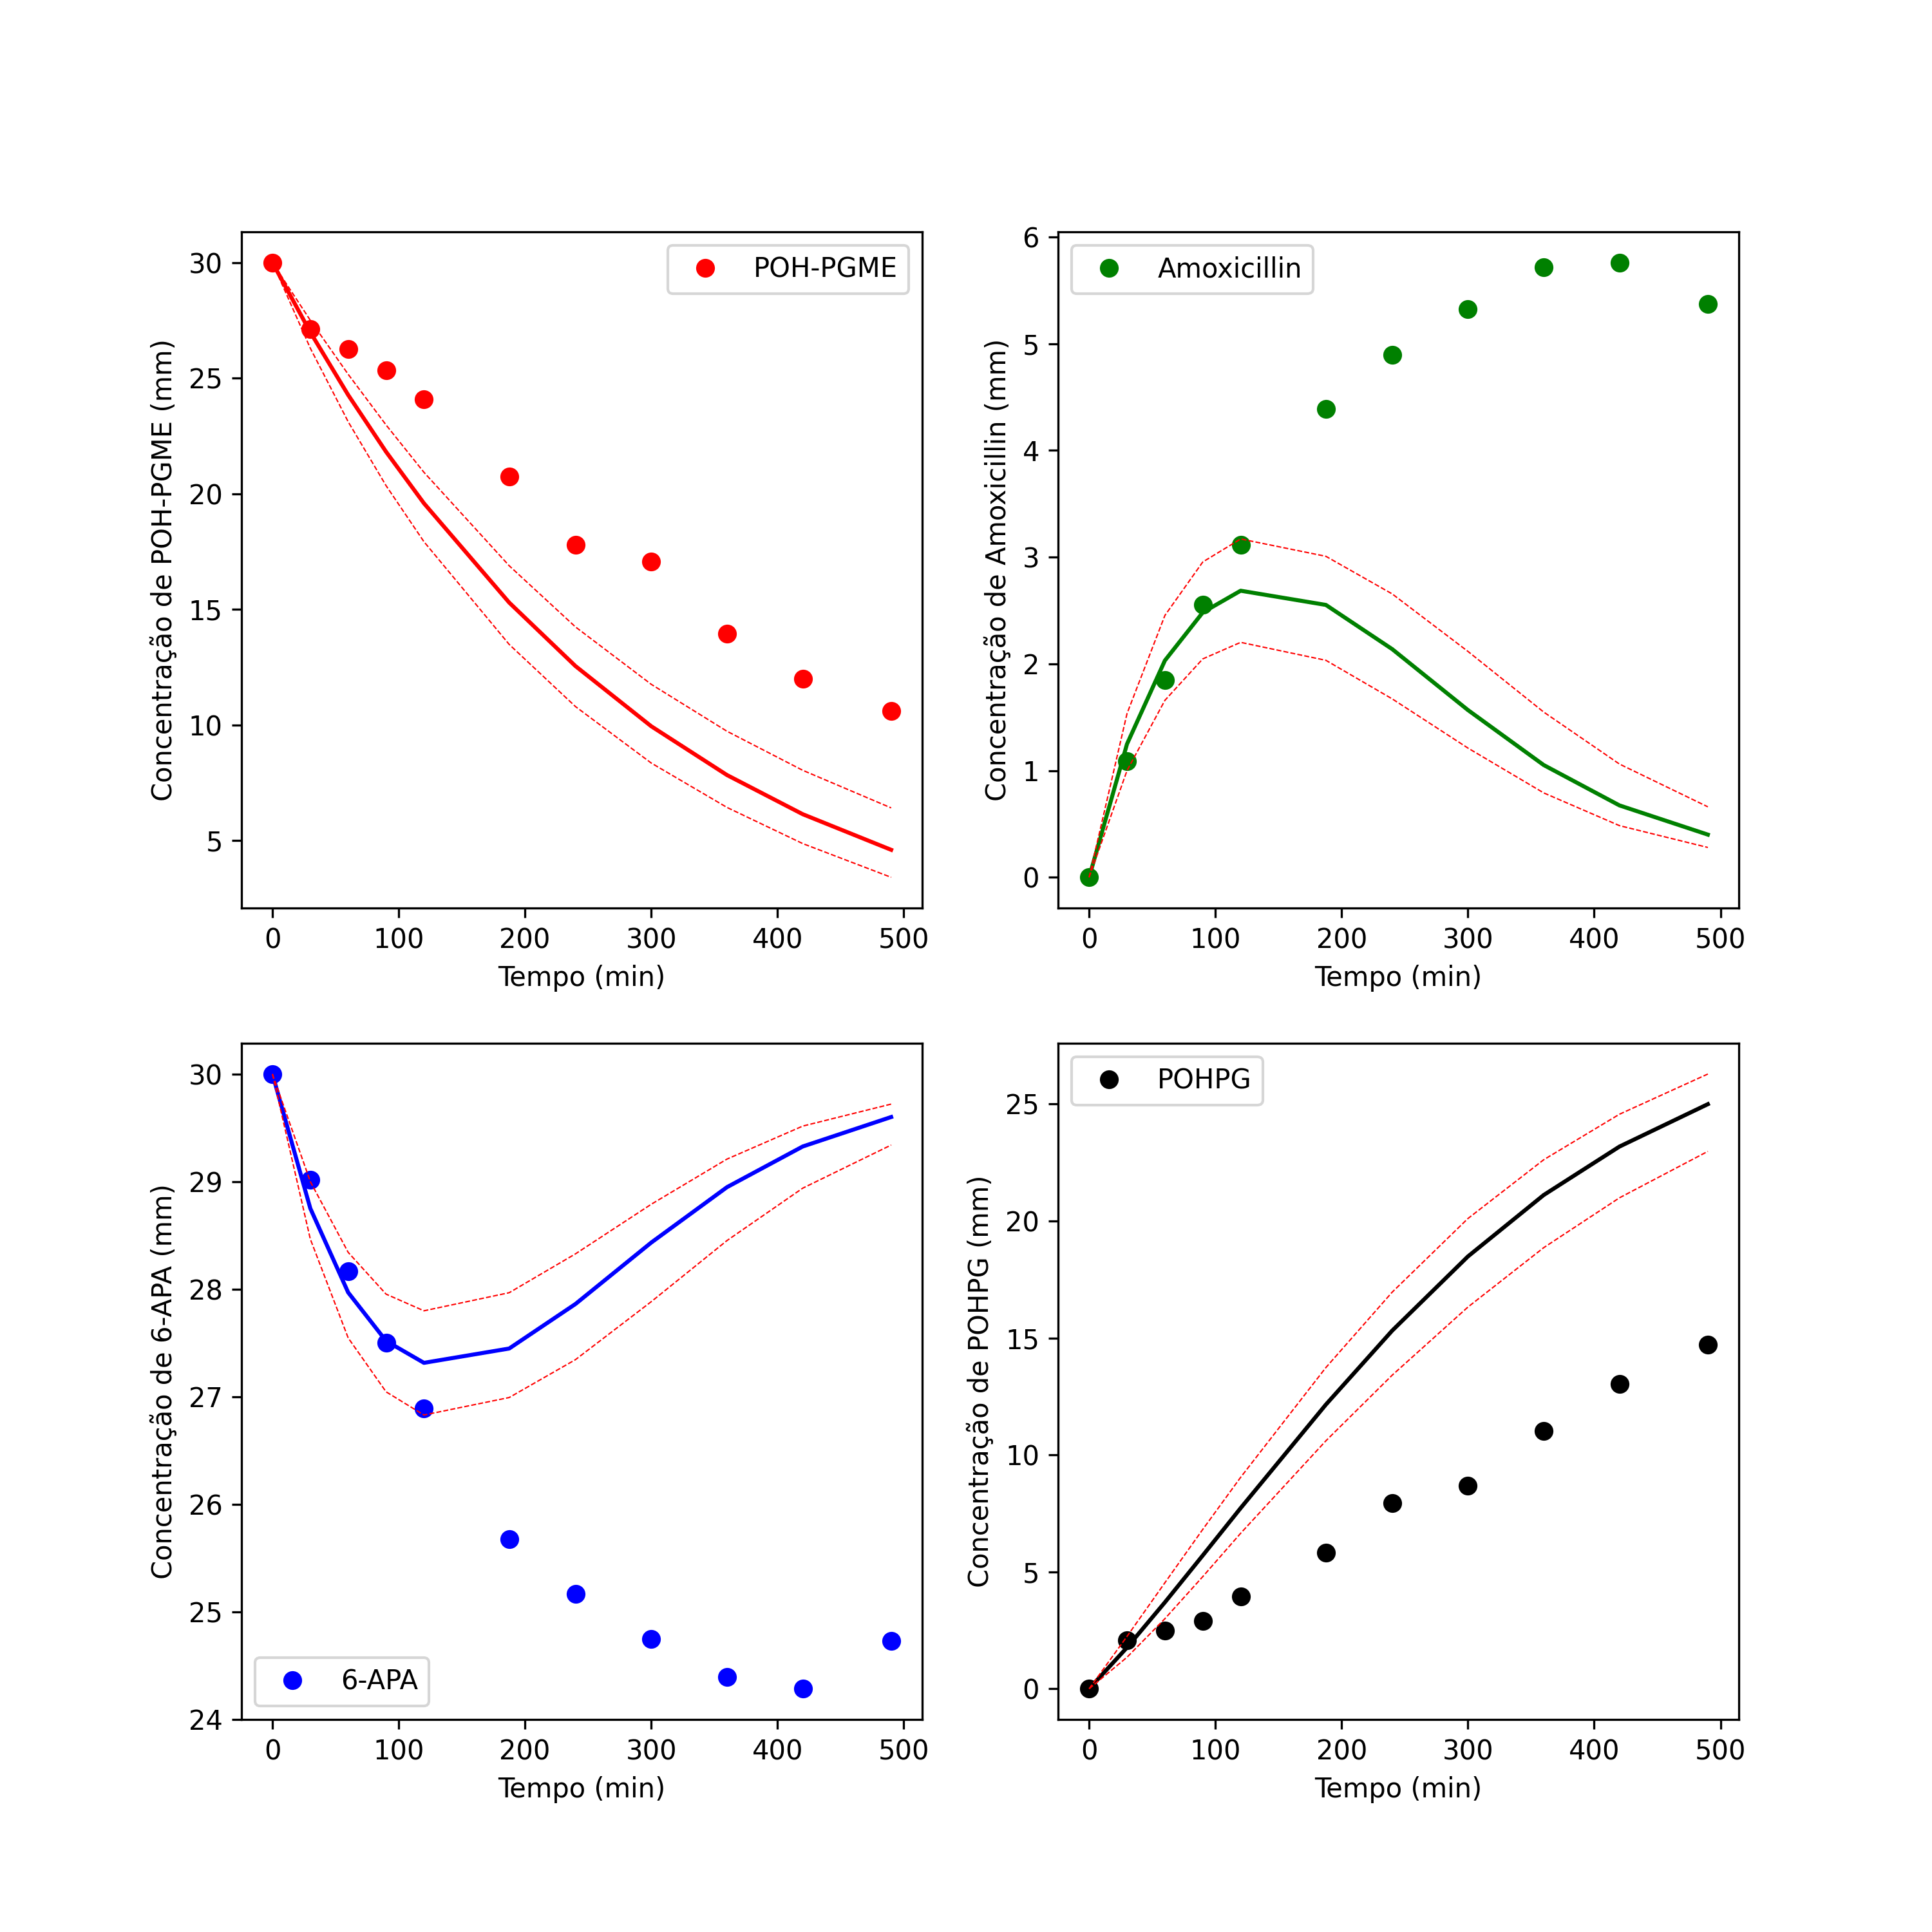 POH-PGME
Concentração de POH-PGME (mm)
30
25
20
15
10
5
0 100 200 300 400 500
Tempo (min)
Amoxicillin
Concentração de Amoxicillin (mm)
6
5
4
3
2
1
0
0 100 200 300 400 500
Tempo (min)
6-APA
Concentração de 6-APA (mm)
30
29
28
27
26
25
24
0 100 200 300 400 500
Tempo (min)
POHPG
Concentração de POHPG (mm)
25
20
15
10
5
0
0 100 200 300 400 500
Tempo (min)